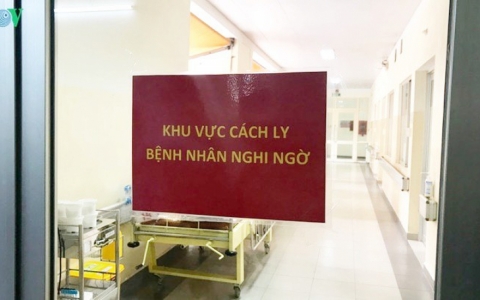 KHU VỰC CÁCH LY
BỆNH NHÂN NGHI NGỜ